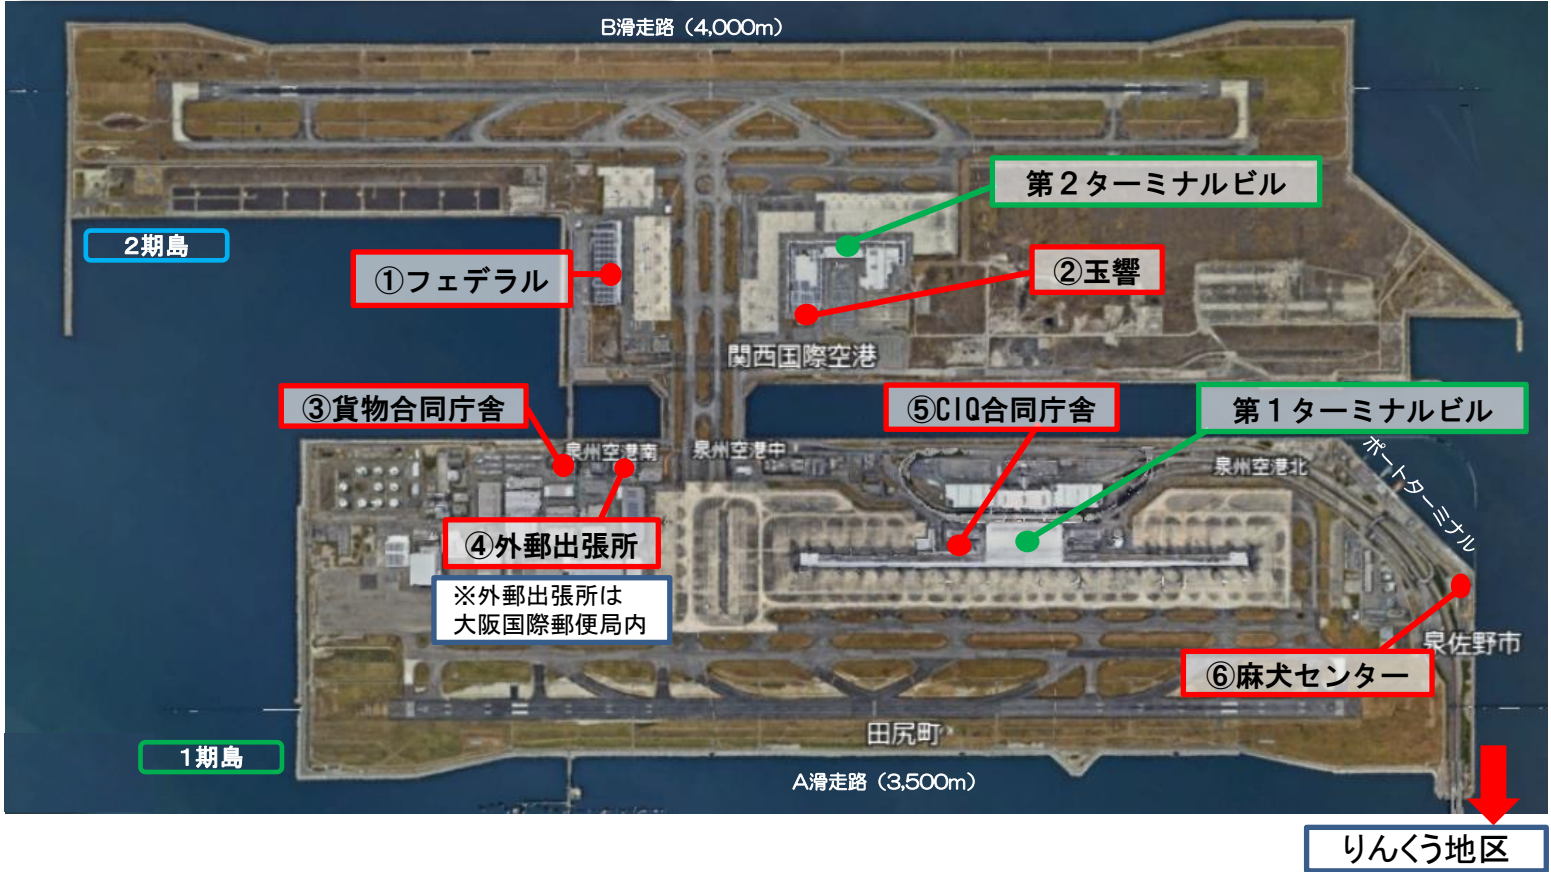 B滑走路（4,000m）
第２ターミナルビル
２期島
①フェデラル
②玉響
関西国際空港
③貨物合同庁舎
⑤CIQ合同庁舎
第１ターミナルビル
泉州空港南
泉州空港中
泉州空港北
ポートターミナル
④外郵出張所
※外郵出張所は
大阪国際郵便局内
泉佐野市
⑥麻犬センター
田尻町
１期島
A滑走路（3,500m）
りんくう地区